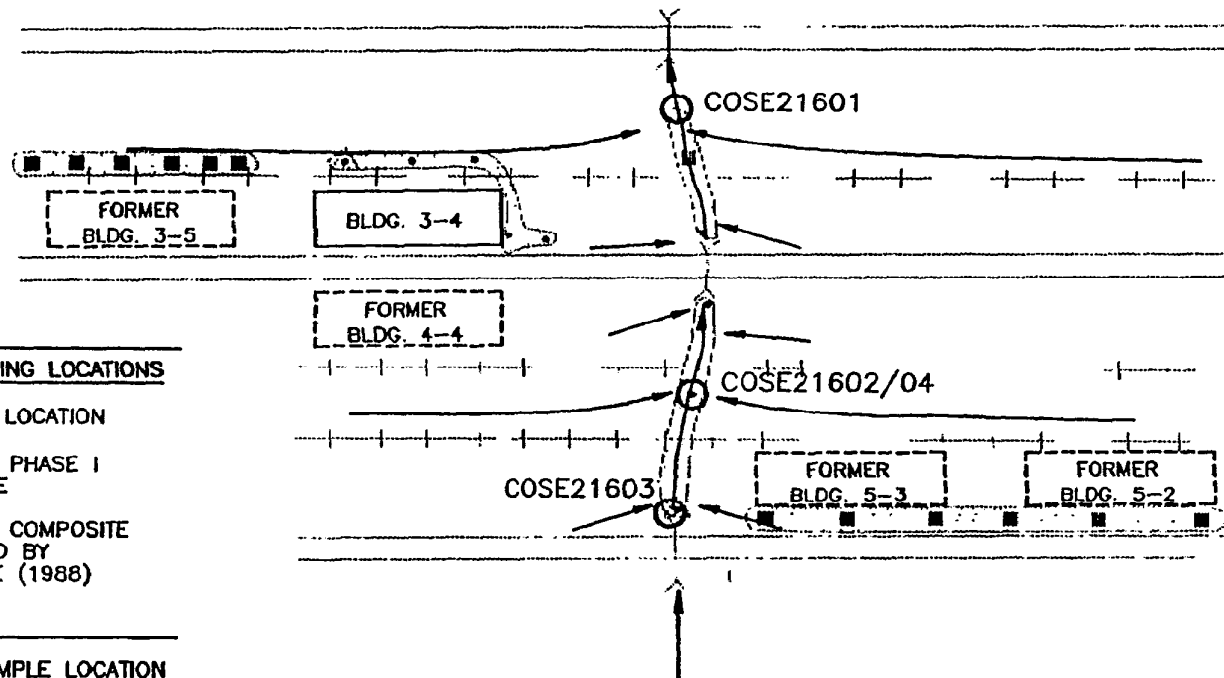 COSE21601
FORMER
BLDG. 3-5
BLDG. 3-4
FORMER
BLDG. 4-4
ING LOCATIONS
LOCATION
PHASE I
E
COMPOSITE
D BY
(1988)
MPLE LOCATION
COSE21602/04
COSE21603
FORMER
BLDG. 5-3
FORMER
BLDG. 5-2